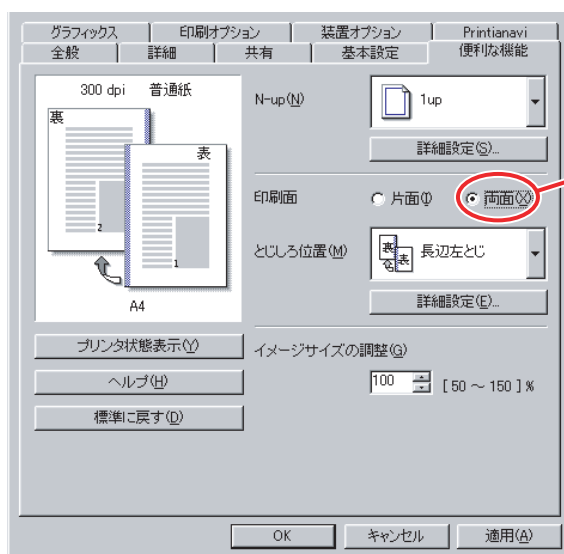 グラフィックス 印刷オプション 装置オプション Printianavi
全般 詳細 共有 基本設定 便利な機能
300 dpi 普通紙
裏
表
2
1
A4
N-up(N)
1up
詳細設定(S)...
印刷面 片面(I) 両面(X)
とじしろ位置(M)
裏 表
長辺左とじ
詳細設定(E)...
プリンタ状態表示(Y)
ヘルプ(H)
標準に戻す(D)
イメージサイズの調整(G)
100 [ 50 ～ 150 ] %
OK キャンセル 適用(A)